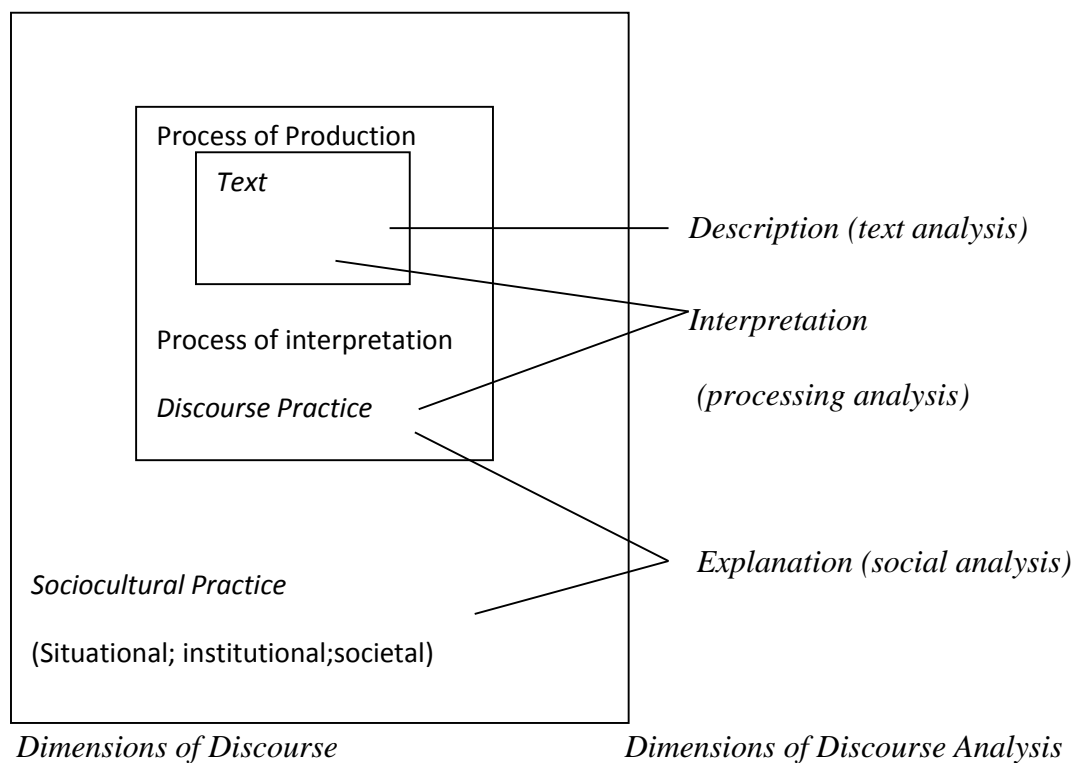 Process of Production
Text
Description (text analysis)
Process of interpretation
Interpretation
Discourse Practice
(processing analysis)
Explanation (social analysis)
Sociocultural Practice
(Situational; institutional;societal)
Dimensions of Discourse
Dimensions of Discourse Analysis